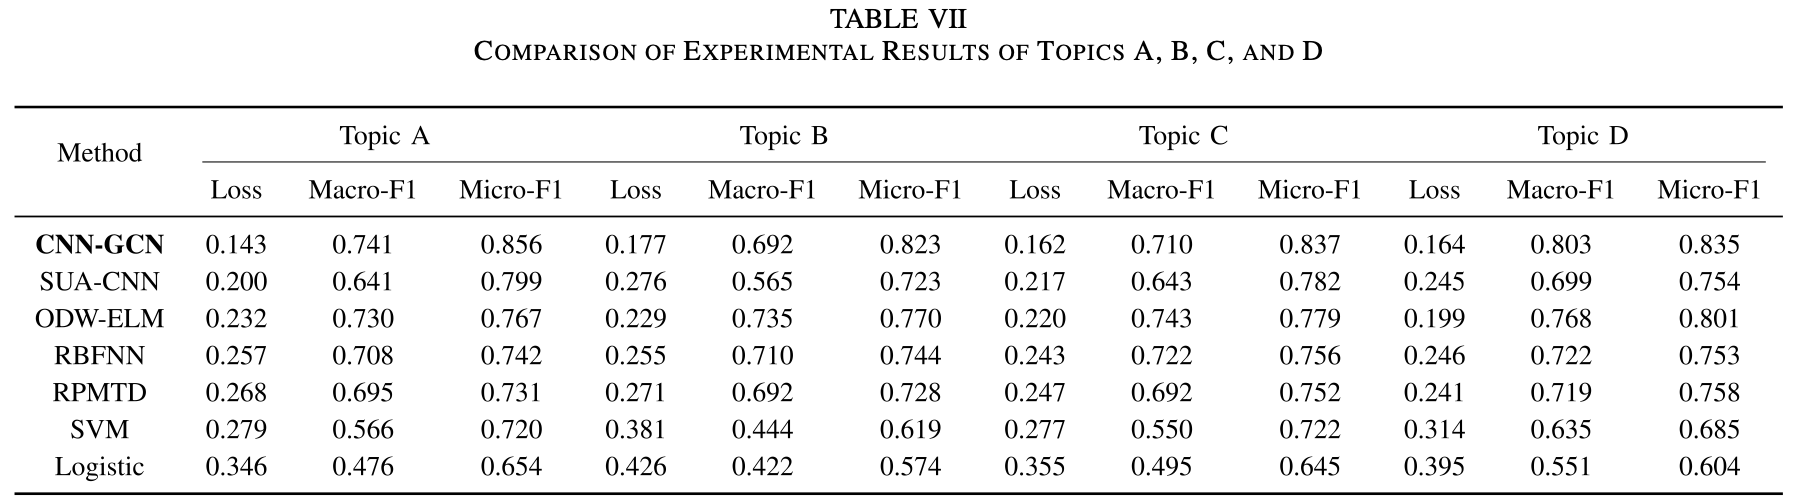 TABLE VII
COMPARISON OF EXPERIMENTAL RESULTS OF TOPICS A, B, C, AND D
Method Topic A Topic B Topic C Topic D
Loss Macro-F1 Micro-F1 Loss Macro-F1 Micro-F1 Loss Macro-F1 Micro-F1 Loss Macro-F1 Micro-F1
CNN-GCN 0.143 0.741 0.856 0.177 0.692 0.823 0.162 0.710 0.837 0.164 0.803 0.835
SUA-CNN 0.200 0.641 0.799 0.276 0.565 0.723 0.217 0.643 0.782 0.245 0.699 0.754
ODW-ELM 0.232 0.730 0.767 0.229 0.735 0.770 0.220 0.743 0.779 0.199 0.768 0.801
RBFNN 0.257 0.708 0.742 0.255 0.710 0.744 0.243 0.722 0.756 0.246 0.722 0.753
RPMTD 0.268 0.695 0.731 0.271 0.692 0.728 0.247 0.692 0.752 0.241 0.719 0.758
SVM 0.279 0.566 0.720 0.381 0.444 0.619 0.277 0.550 0.722 0.314 0.635 0.685
Logistic 0.346 0.476 0.654 0.426 0.422 0.574 0.355 0.495 0.645 0.395 0.551 0.604